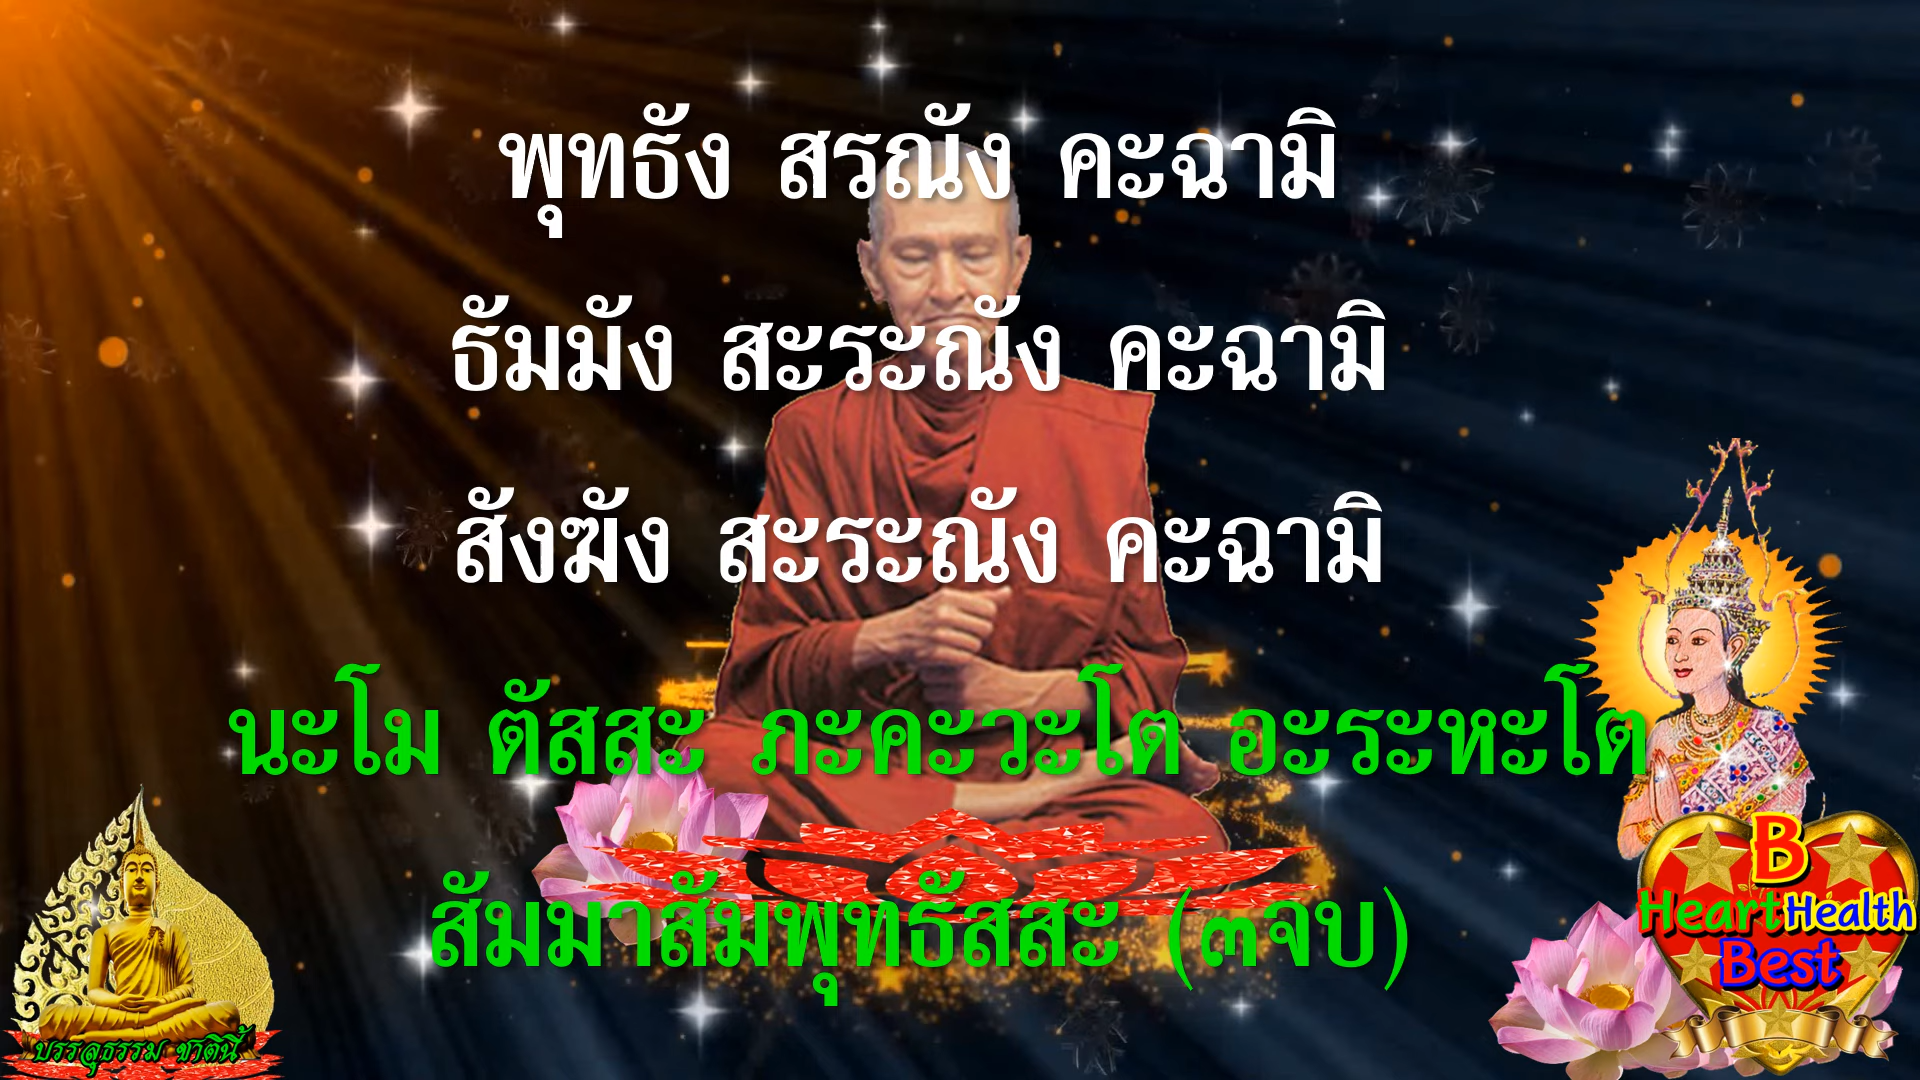 พุทธัง สรณัง คะฉามิ
ธัมมัง สะระณัง คะฉามิ
สังฆัง สะระณัง คะฉามิ
นะโม ตัสสะ ภะคะวะโต อะระหะโต
สัมมาสัมพุทธัสสะ (๓จบ)
บรรลุธรรม ชาตินี้
B
Heart Health
Best